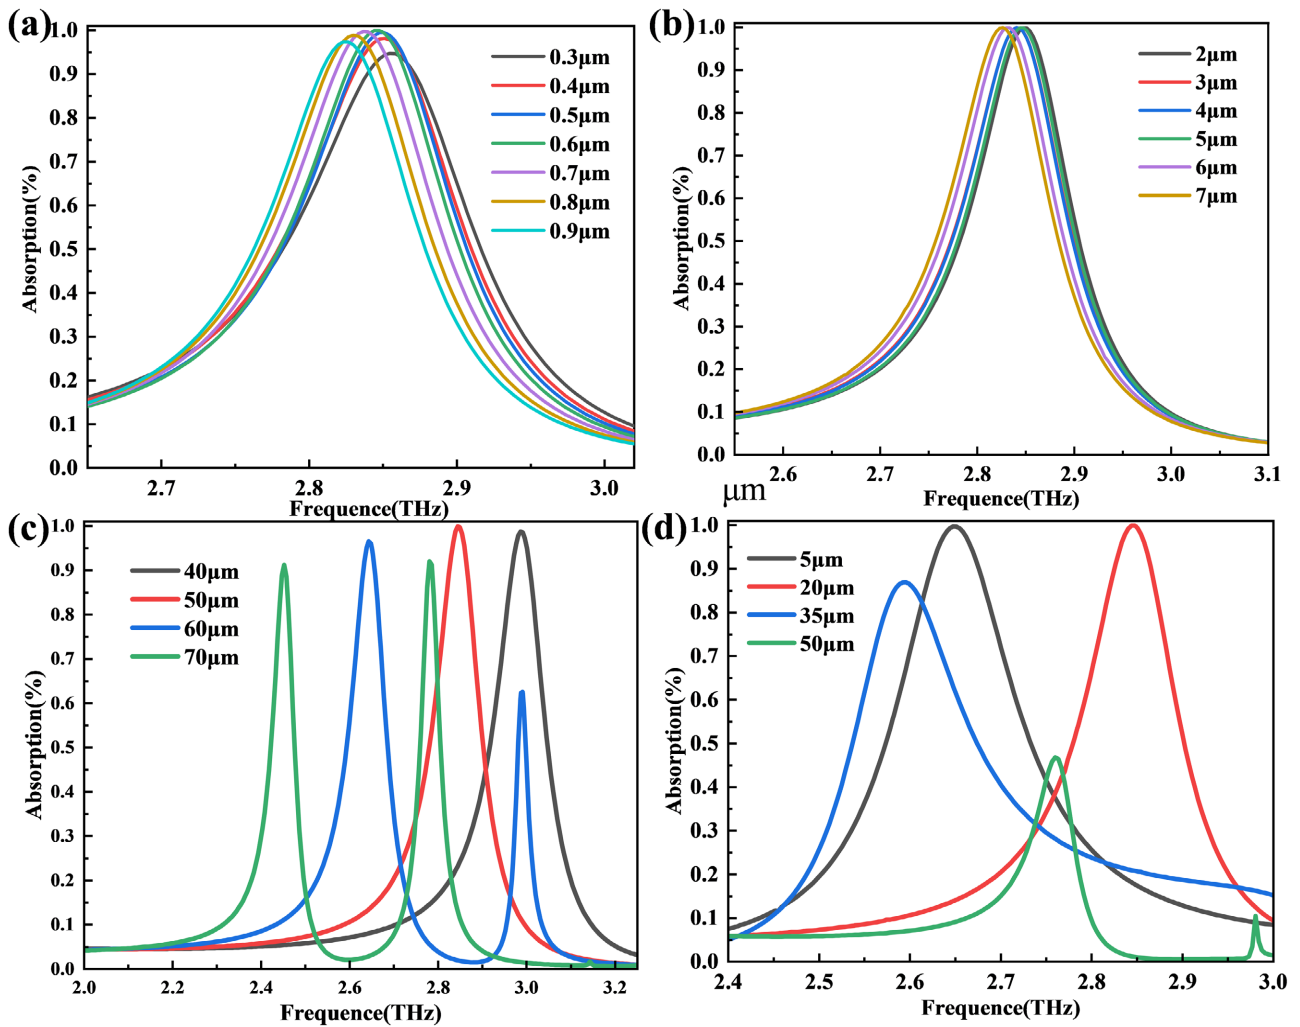 (a)
1.0
0.9
0.8
0.7
0.6
0.5
0.4
0.3
0.2
0.1
0.0
Absorption(%)
0.3μm
0.4μm
0.5μm
0.6μm
0.7μm
0.8μm
0.9μm
2.7 2.8 2.9 3.0
Frequence(THz)
(b)
1.0
0.9
0.8
0.7
0.6
0.5
0.4
0.3
0.2
0.1
0.0
Absorption(%)
2μm
3μm
4μm
5μm
6μm
7μm
2.6 2.7 2.8 2.9 3.0 3.1
μm
Frequence(THz)
(c)
1.0
0.9
0.8
0.7
0.6
0.5
0.4
0.3
0.2
0.1
0.0
Absorption(%)
40μm
50μm
60μm
70μm
2.0 2.2 2.4 2.6 2.8 3.0 3.2
Frequence(THz)
(d)
1.0
0.9
0.8
0.7
0.6
0.5
0.4
0.3
0.2
0.1
0.0
Absorption(%)
5μm
20μm
35μm
50μm
2.4 2.5 2.6 2.7 2.8 2.9 3.0
Frequence(THz)